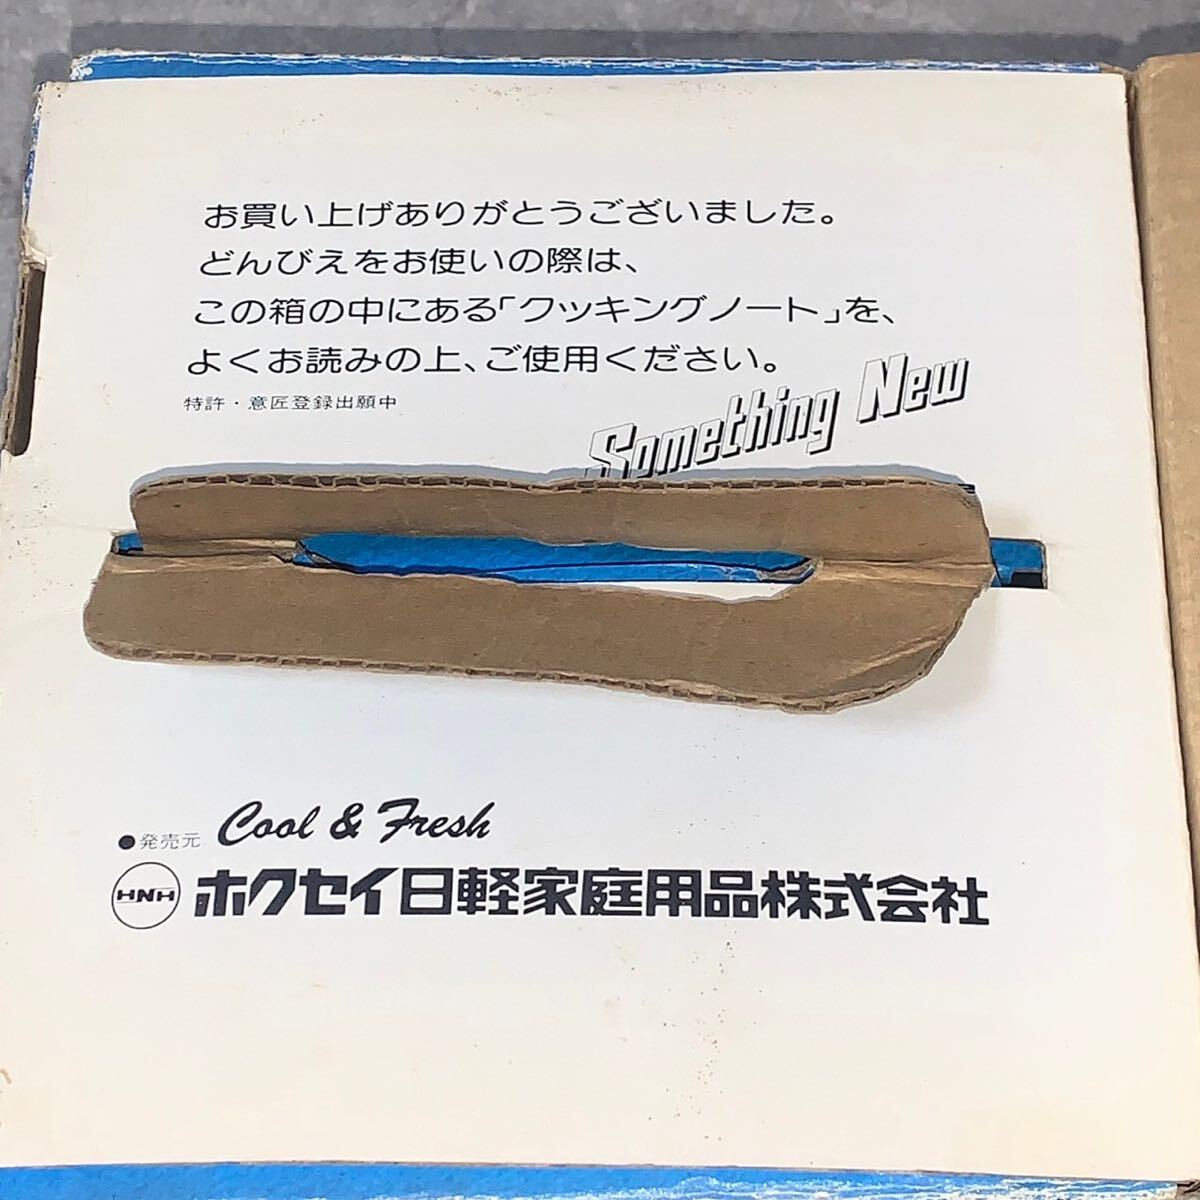 お買い上げありがとうございました。
どんびえをお使いの際は、
この箱の中にある「クッキングノート」を、
よくお読みの上、ご使用ください。
特許・意匠登録出願中
Something New
●発売元 Cool & Fresh
HNH ホクセイ日軽家庭用品株式会社